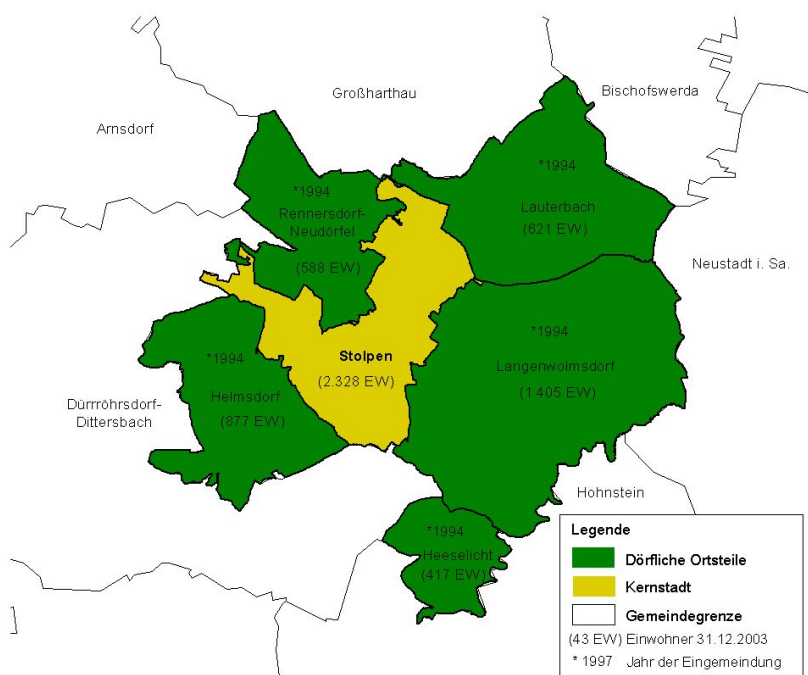 Großharthau
Bischofswerda
Arnsdorf
*1994
Lauterbach
(621 EW)
*1994
Rennersdorf-
Neudörfel
(588 EW)
Neustadt i. Sa.
*1994
Langenwolmsdorf
(1.405 EW)
Stolpen
(2.328 EW)
*1994
Helmsdorf
(877 EW)
Dürrröhrsdorf-
Dittersbach
Hohnstein
*1994
Heeselicht
(417 EW)
Legende
Dörfliche Ortsteile
Kernstadt
Gemeindegrenze
(43 EW) Einwohner 31.12.2003
* 1997 Jahr der Eingemeindung